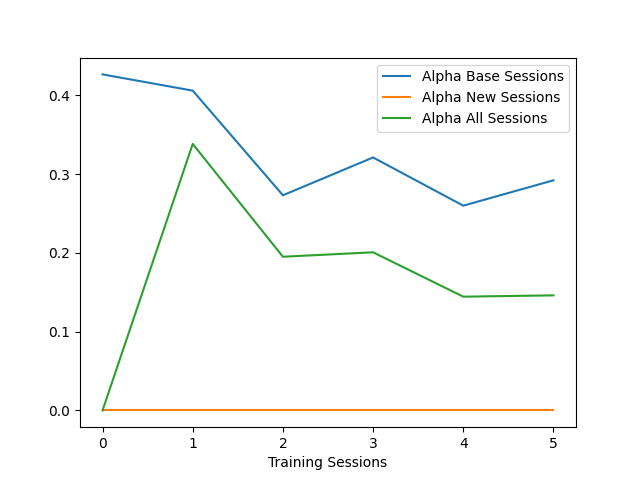 Alpha Base Sessions
Alpha New Sessions
Alpha All Sessions
0.4
0.3
0.2
0.1
0.0
0 1 2 3 4 5
Training Sessions